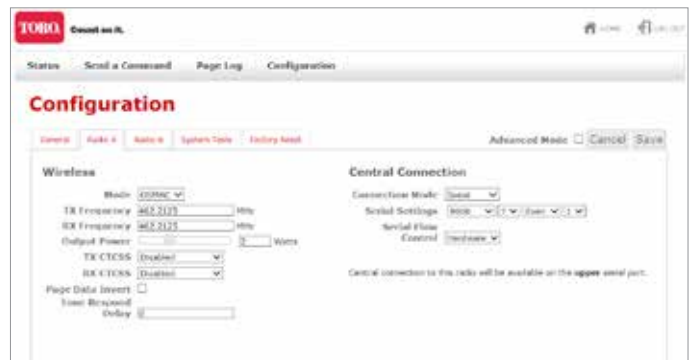 TORO. Count on it.
HOME LOG OUT
Status Send a Command Page Log Configuration
Configuration
General Radio A Radio B System Tests Factory Reset
Advanced Mode Cancel Save
Wireless
Mode
TX Frequency 462.2125 MHz
RX Frequency 462.2125 MHz
Output Power Watts
TX CTCSS Disabled
RX CTCSS Disabled
Page Data Invert
Tone Respond
Delay
Central Connection
Connection Mode Serial
Serial Settings 9600 Even 1
Serial Flow
Control Hardware
Central connection to this radio will be available on the upper serial port.